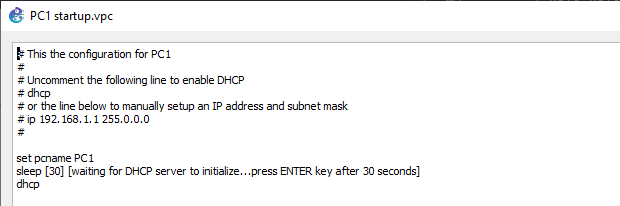 PC1 startup.vpc
# This the configuration for PC1
#
# Uncomment the following line to enable DHCP
# dhcp
# or the line below to manually setup an IP address and subnet mask
# ip 192.168.1.1 255.0.0.0
#
set pcname PC1
sleep [30] [waiting for DHCP server to initialize...press ENTER key after 30 seconds]
dhcp